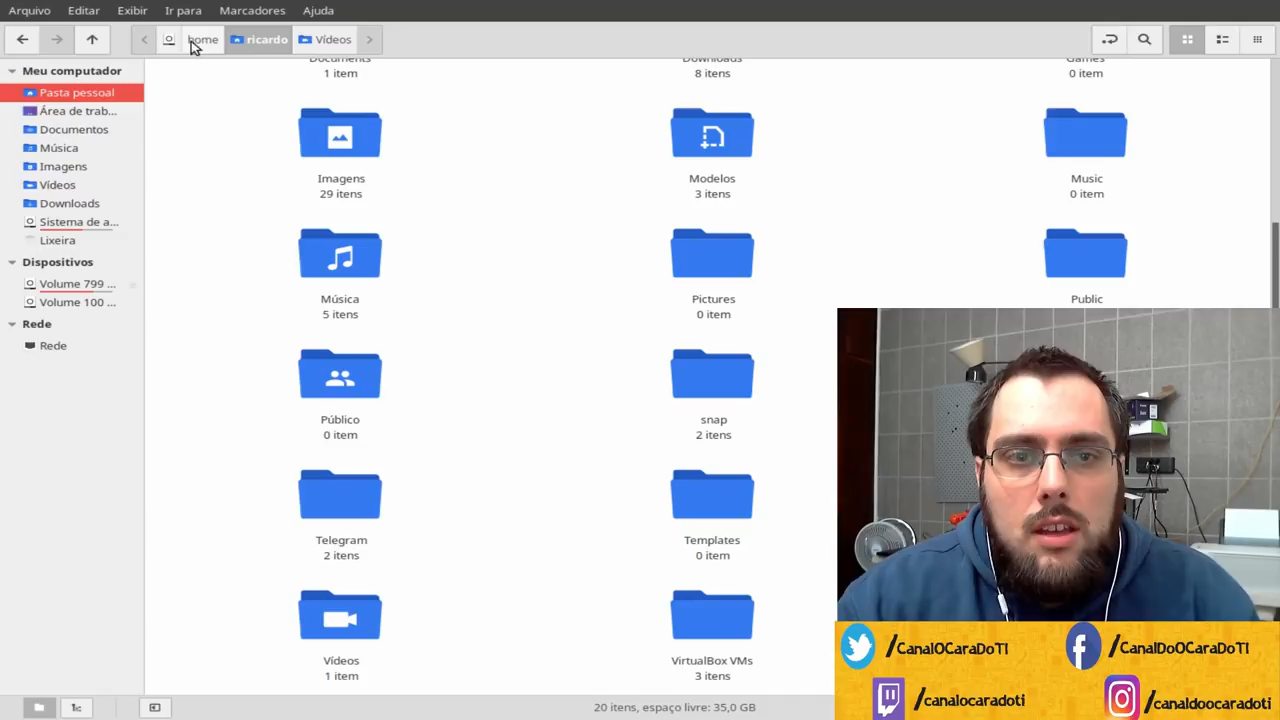 Arquivo Editar Exibir Ir para Marcadores Ajuda
home ricardo Vídeos
Meu computador
Pasta pessoal
Área de trab...
Documentos
Música
Imagens
Vídeos
Downloads
Sistema de a...
Lixeira
Dispositivos
Volume 799 ...
Volume 100 ...
Rede
Rede
Documents Downloads Games
1 item 8 itens 0 item
Imagens Modelos Music
29 itens 3 itens 0 item
Música Pictures Public
5 itens 0 item
Público snap
0 item 2 itens
Telegram Templates
2 itens 0 item
Vídeos VirtualBox VMs
1 item 3 itens
20 itens, espaço livre: 35,0 GB
/CanalOCaraDoTI /CanalDoOCaraDoTI
/canalocaradoti /canaldoocaradoti